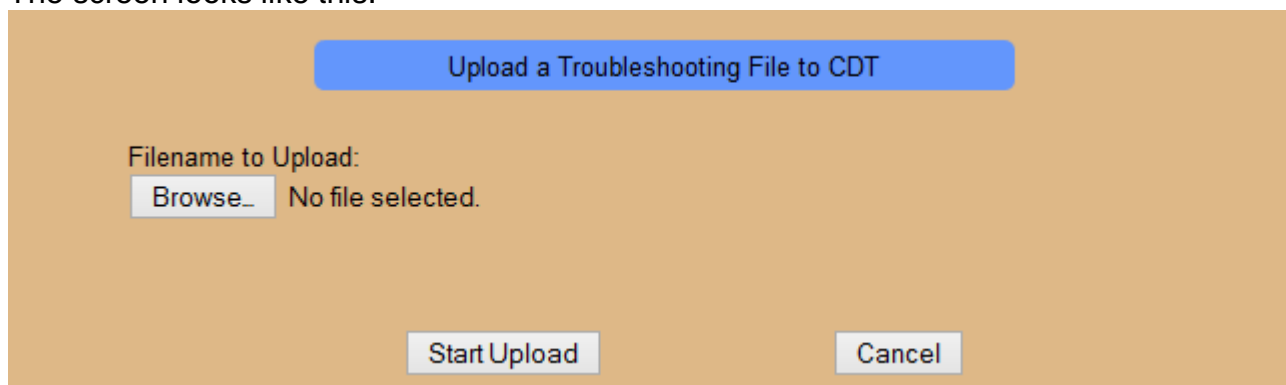 The screen looks like this:
Upload a Troubleshooting File to CDT
Filename to Upload:
Browse… No file selected.
Start Upload Cancel